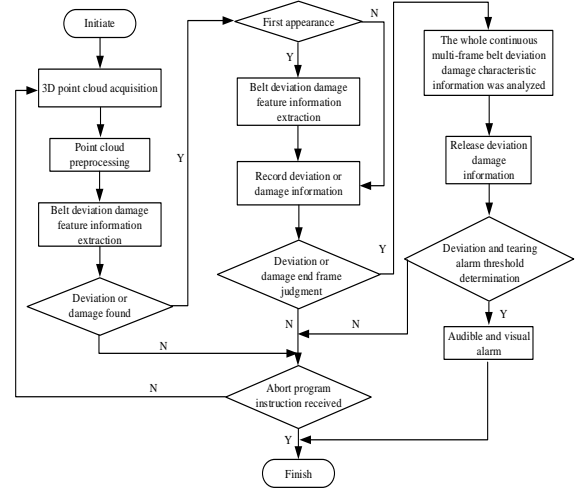 Initiate
3D point cloud acquisition
Point cloud
preprocessing
Belt deviation damage
feature information
extraction
Deviation or
damage found
N
Y
First appearance
N
Y
Belt deviation damage
feature information
extraction
Record deviation or
damage information
Deviation or
damage end frame
judgment
Y
N
The whole continuous
multi-frame belt deviation
damage characteristic
information was analyzed
Release deviation
damage
information
Deviation and tearing
alarm threshold
determination
N
Y
Audible and visual
alarm
Abort program
instruction received
N
Y
Finish